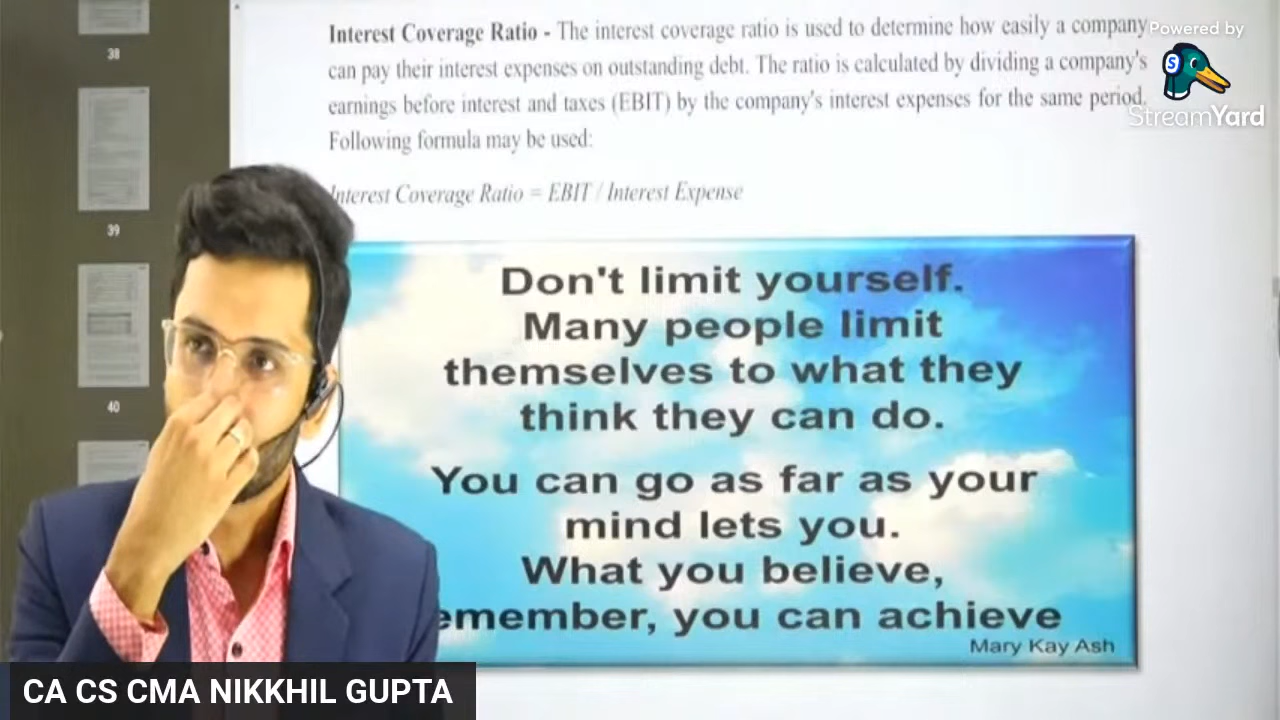 Interest Coverage Ratio - The interest coverage ratio is used to determine how easily a company
can pay their interest expenses on outstanding debt. The ratio is calculated by dividing a company's
earnings before interest and taxes (EBIT) by the company's interest expenses for the same period.
Following formula may be used:
Interest Coverage Ratio = EBIT / Interest Expense
Don't limit yourself.
Many people limit
themselves to what they
think they can do.
You can go as far as your
mind lets you.
What you believe,
emember, you can achieve
Mary Kay Ash
38
39
40
Powered by
S
StreamYard
CA CS CMA NIKKHIL GUPTA